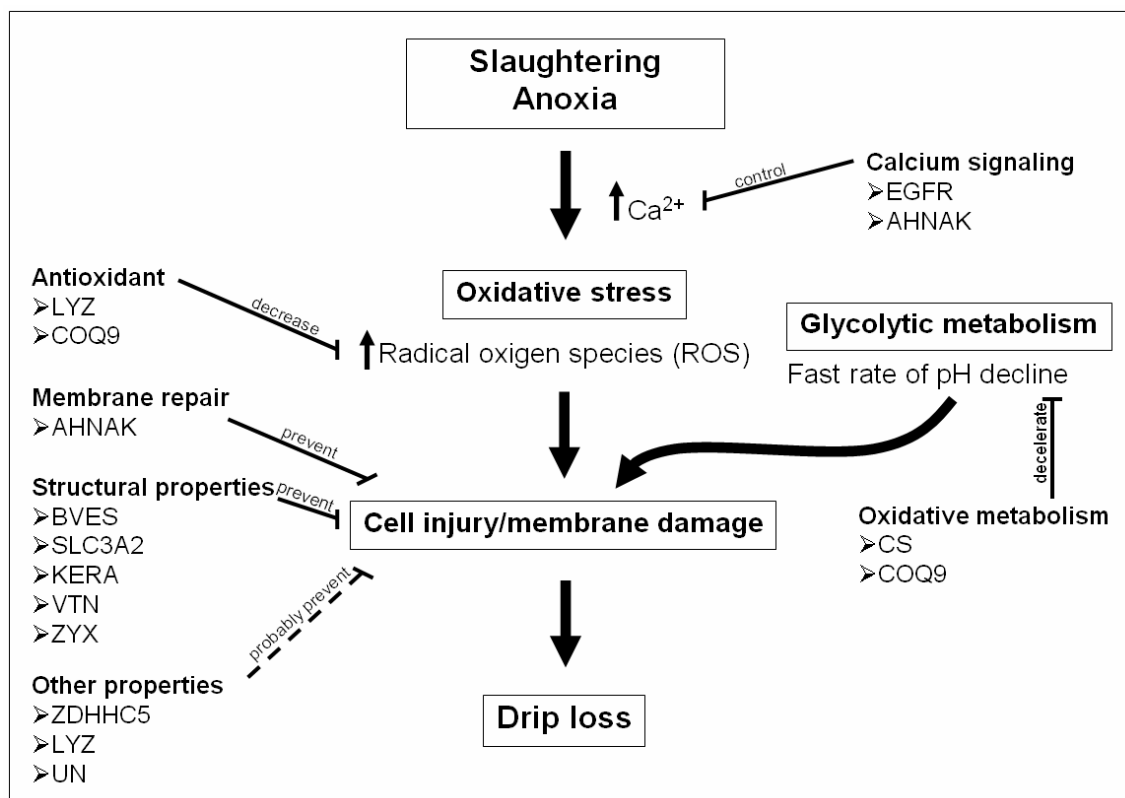 Slaughtering
Anoxia
Calcium signaling
➢EGFR
➢AHNAK
control
Ca²⁺
Antioxidant
➢LYZ
➢COQ9
decrease
Oxidative stress
Radical oxigen species (ROS)
Glycolytic metabolism
Fast rate of pH decline
Membrane repair
➢AHNAK
prevent
decelerate
Structural properties
➢BVES
➢SLC3A2
➢KERA
➢VTN
➢ZYX
prevent
Cell injury/membrane damage
Oxidative metabolism
➢CS
➢COQ9
probably prevent
Other properties
➢ZDHHC5
➢LYZ
➢UN
Drip loss